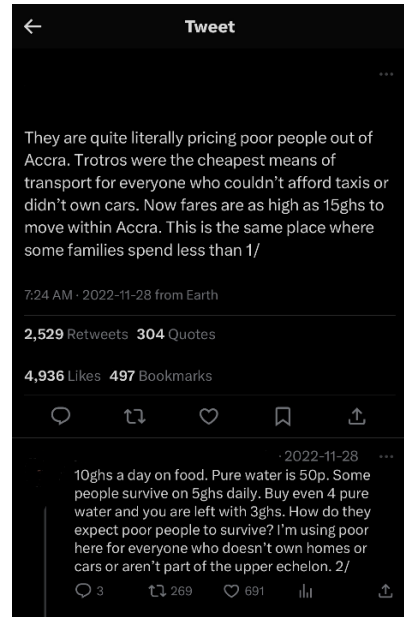 Tweet
They are quite literally pricing poor people out of
Accra. Trotros were the cheapest means of
transport for everyone who couldn’t afford taxis or
didn’t own cars. Now fares are as high as 15ghs to
move within Accra. This is the same place where
some families spend less than 1/
7:24 AM · 2022-11-28 from Earth
2,529 Retweets 304 Quotes
4,936 Likes 497 Bookmarks
· 2022-11-28
10ghs a day on food. Pure water is 50p. Some
people survive on 5ghs daily. Buy even 4 pure
water and you are left with 3ghs. How do they
expect poor people to survive? I’m using poor
here for everyone who doesn’t own homes or
cars or aren’t part of the upper echelon. 2/
3 269 691